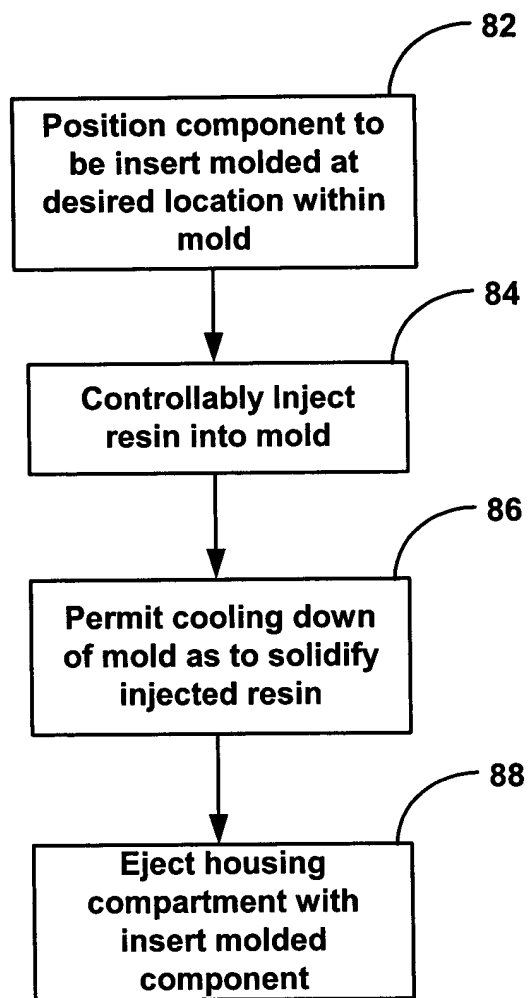 82
Position component to
be insert molded at
desired location within
mold
84
Controllably Inject
resin into mold
86
Permit cooling down
of mold as to solidify
injected resin
88
Eject housing
compartment with
insert molded
component